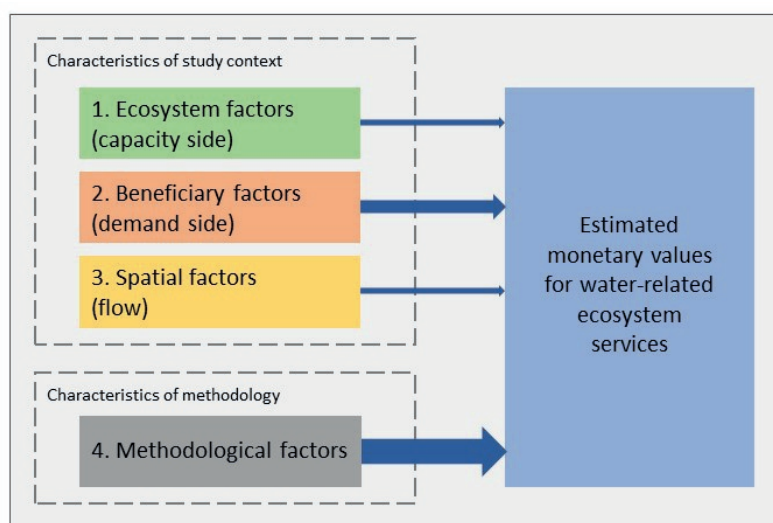 Characteristics of study context
1. Ecosystem factors
(capacity side)
2. Beneficiary factors
(demand side)
3. Spatial factors
(flow)
Estimated
monetary values
for water-related
ecosystem
services
Characteristics of methodology
4. Methodological factors